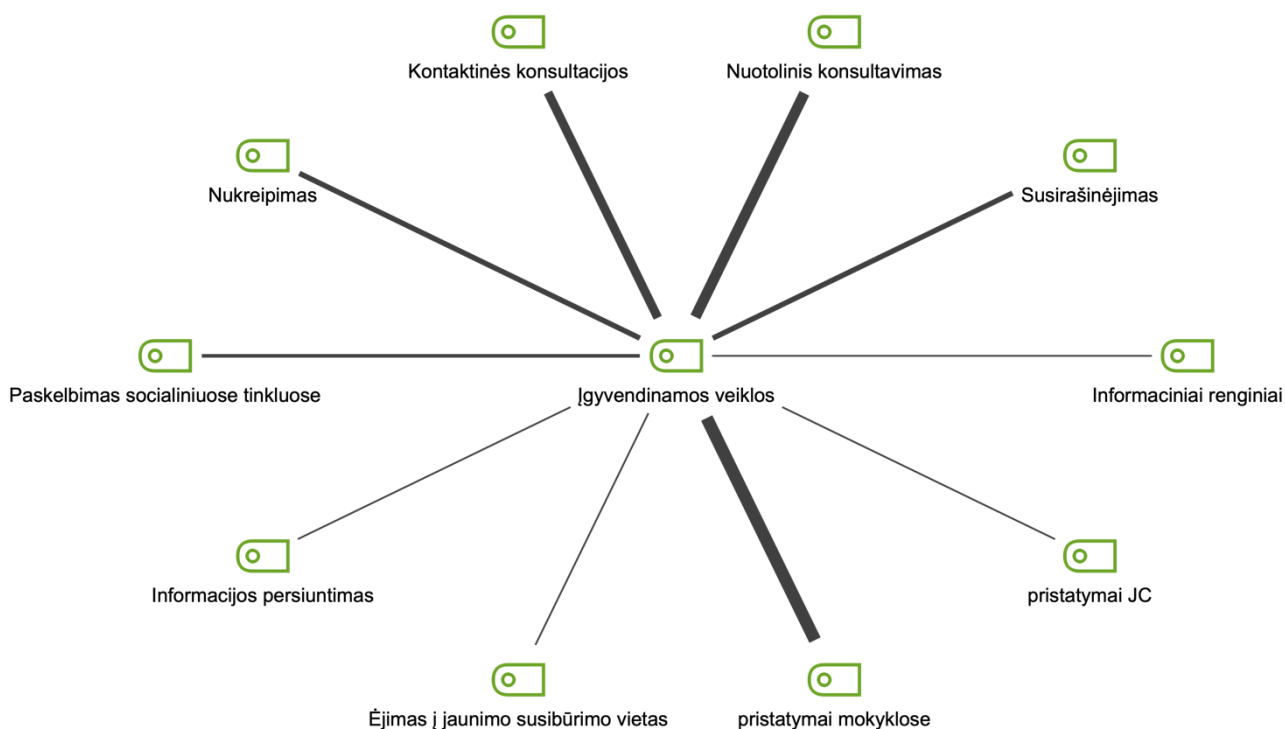 Kontaktinės konsultacijos
Nuotolinis konsultavimas
Nukreipimas
Susirašinėjimas
Paskelbimas socialiniuose tinkluose
Įgyvendinamos veiklos
Informaciniai renginiai
Informacijos persiuntimas
pristatymai JC
Ėjimas į jaunimo susibūrimo vietas
pristatymai mokyklose